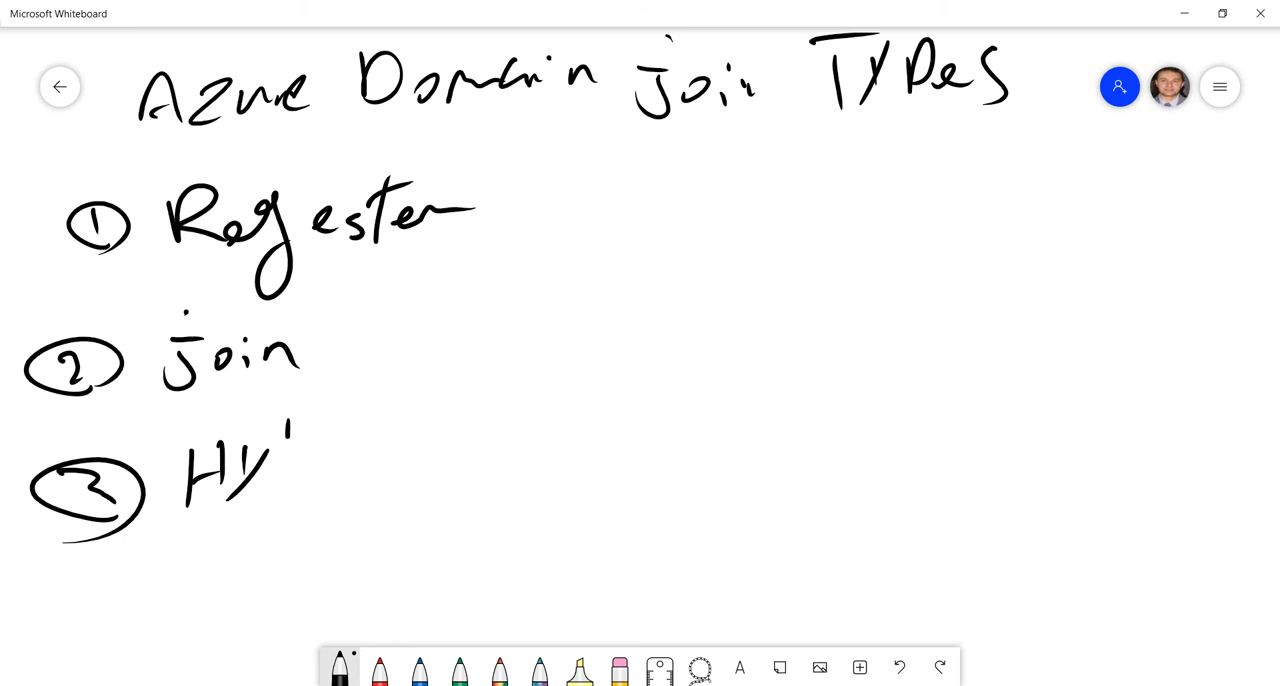 Microsoft Whiteboard
Azure Domain join TYPes
1 Regester
2 join
3 Hy
A